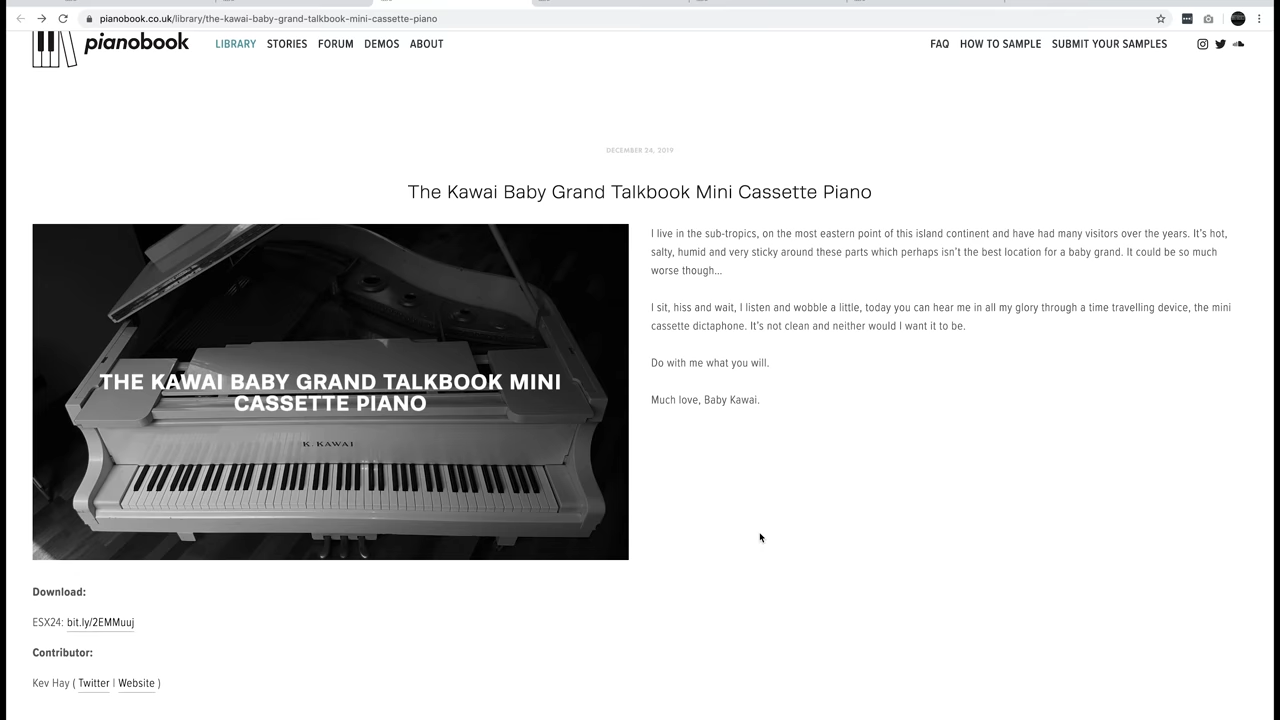 pianobook.co.uk/library/the-kawai-baby-grand-talkbook-mini-cassette-piano
pianobook LIBRARY STORIES FORUM DEMOS ABOUT FAQ HOW TO SAMPLE SUBMIT YOUR SAMPLES
DECEMBER 24, 2019
The Kawai Baby Grand Talkbook Mini Cassette Piano
THE KAWAI BABY GRAND TALKBOOK MINI
CASSETTE PIANO
K. KAWAI
I live in the sub-tropics, on the most eastern point of this island continent and have had many visitors over the years. It's hot,
salty, humid and very sticky around these parts which perhaps isn't the best location for a baby grand. It could be so much
worse though...
I sit, hiss and wait, I listen and wobble a little, today you can hear me in all my glory through a time travelling device, the mini
cassette dictaphone. It's not clean and neither would I want it to be.
Do with me what you will.
Much love, Baby Kawai.
Download:
ESX24: bit.ly/2EMMuuj
Contributor:
Kev Hay ( Twitter | Website )